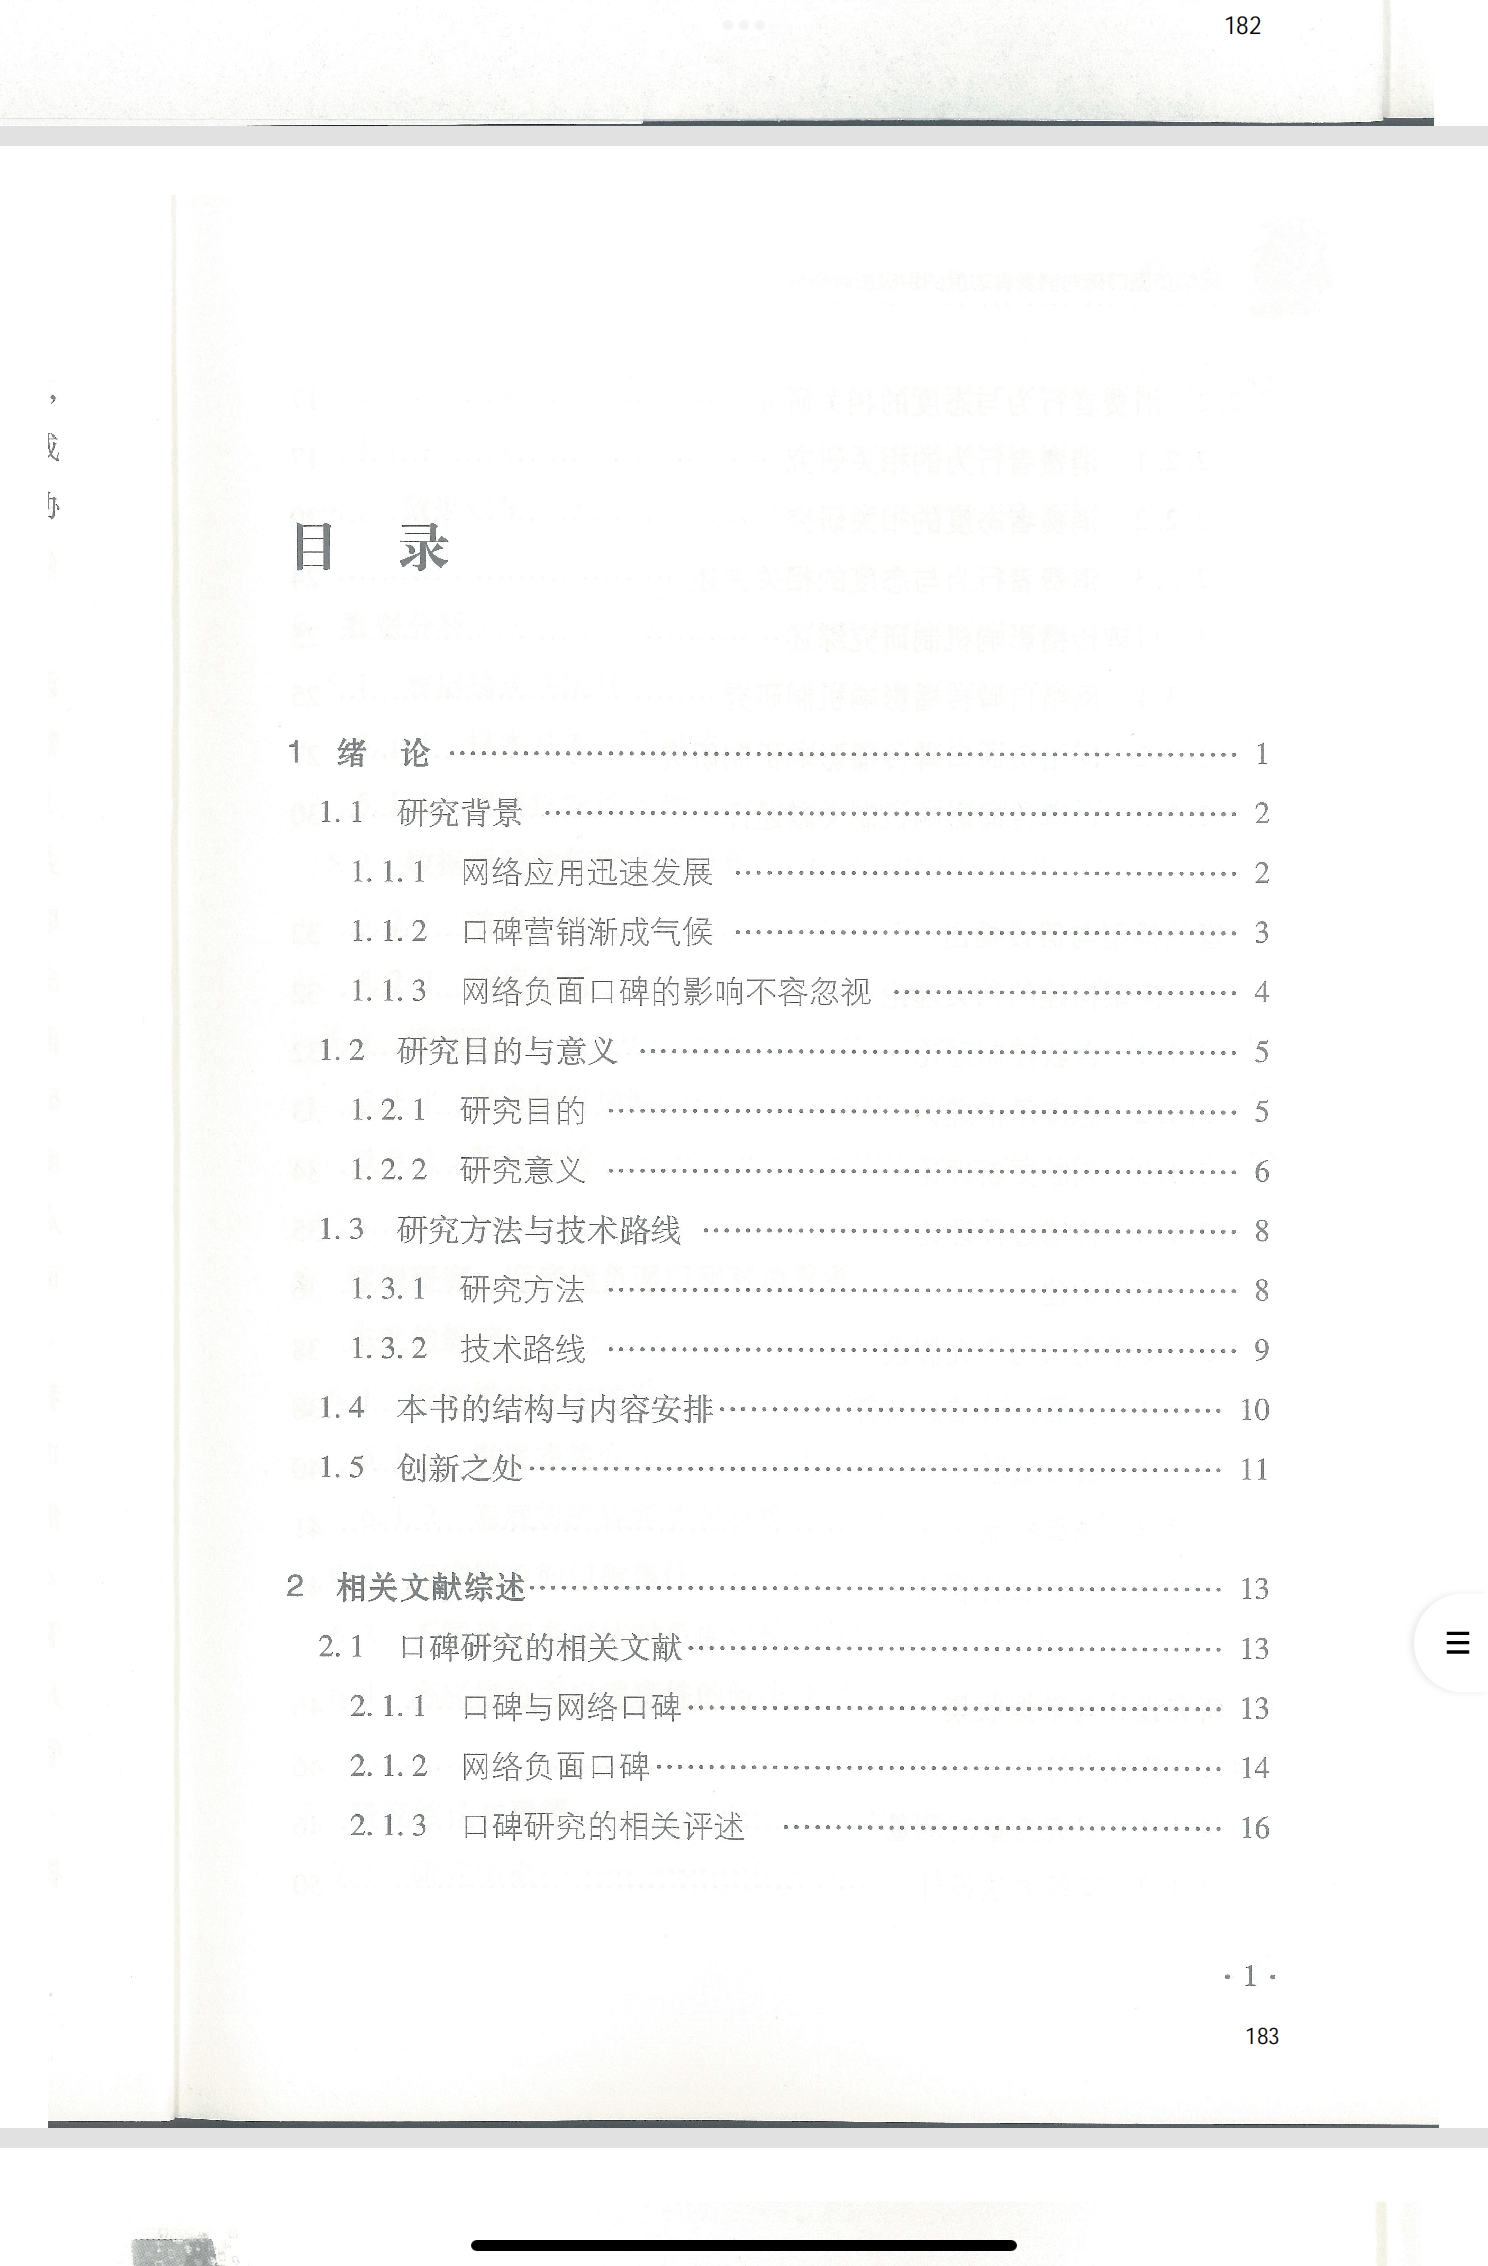 182
目 录
1 绪 论 …… 1
1.1 研究背景 …… 2
1.1.1 网络应用迅速发展 …… 2
1.1.2 口碑营销渐成气候 …… 3
1.1.3 网络负面口碑的影响不容忽视 …… 4
1.2 研究目的与意义 …… 5
1.2.1 研究目的 …… 5
1.2.2 研究意义 …… 6
1.3 研究方法与技术路线 …… 8
1.3.1 研究方法 …… 8
1.3.2 技术路线 …… 9
1.4 本书的结构与内容安排 …… 10
1.5 创新之处 …… 11
2 相关文献综述 …… 13
2.1 口碑研究的相关文献 …… 13
2.1.1 口碑与网络口碑 …… 13
2.1.2 网络负面口碑 …… 14
2.1.3 口碑研究的相关评述 …… 16
· 1 ·
183